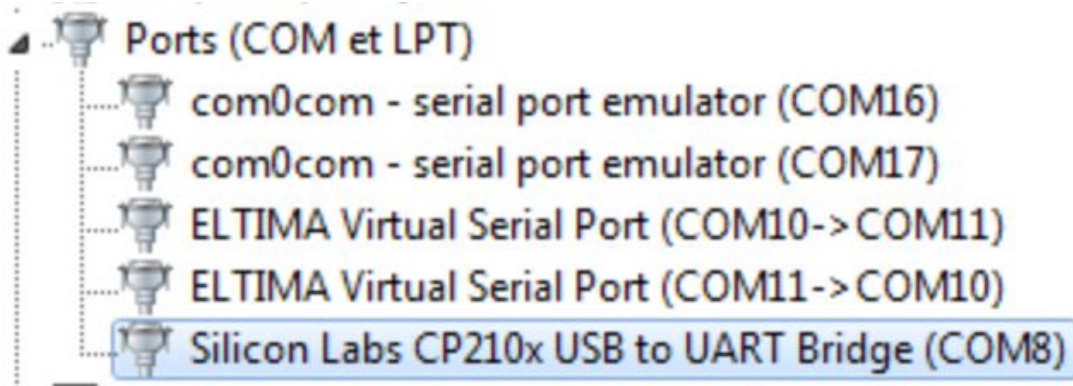 Ports (COM et LPT)
com0com - serial port emulator (COM16)
com0com - serial port emulator (COM17)
ELTIMA Virtual Serial Port (COM10->COM11)
ELTIMA Virtual Serial Port (COM11->COM10)
Silicon Labs CP210x USB to UART Bridge (COM8)